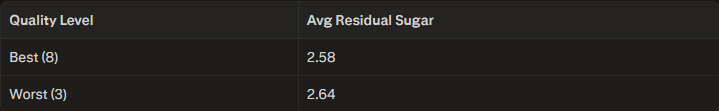 Quality Level Avg Residual Sugar
Best (8) 2.58
Worst (3) 2.64